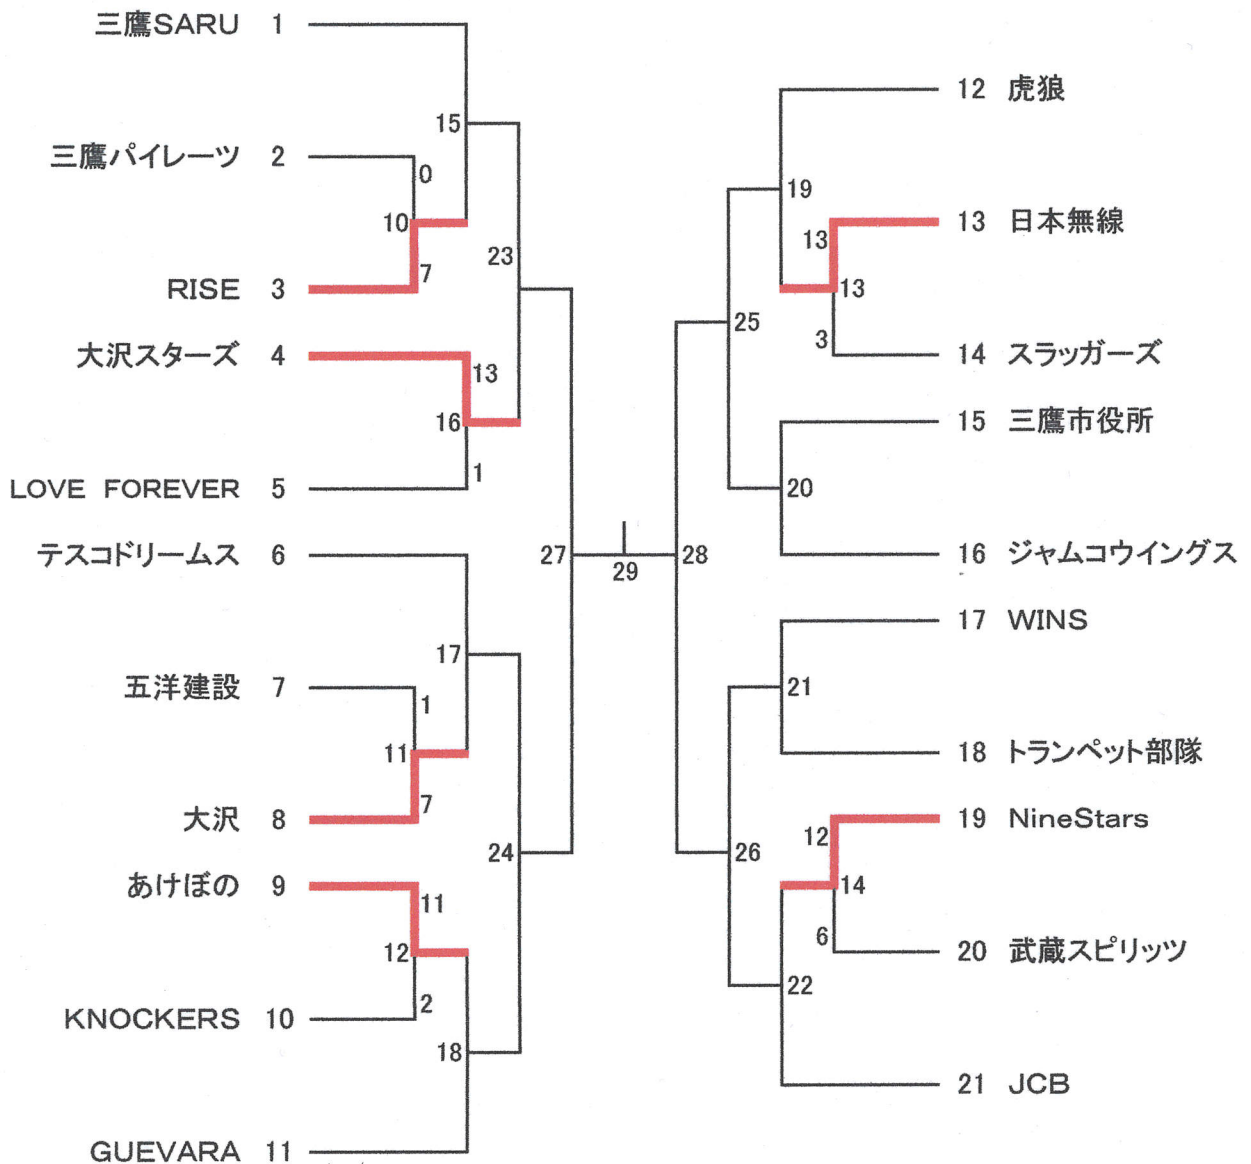 三鷹SARU 1
15
三鷹パイレーツ 2
0
10
23
7
RISE 3
大沢スターズ 4
13
16
1
LOVE FOREVER 5
テスコドリームス 6
27
17
五洋建設 7
1
11
7
大沢 8
24
あけぼの 9
11
12
2
KNOCKERS 10
18
GUEVARA 11
29
12 虎狼
19
13 日本無線
13
13
25
3
14 スラッガーズ
15 三鷹市役所
20
28
16 ジャムコウイングス
17 WINS
21
18 トランペット部隊
19 NineStars
12
26
14
6
20 武蔵スピリッツ
22
21 JCB